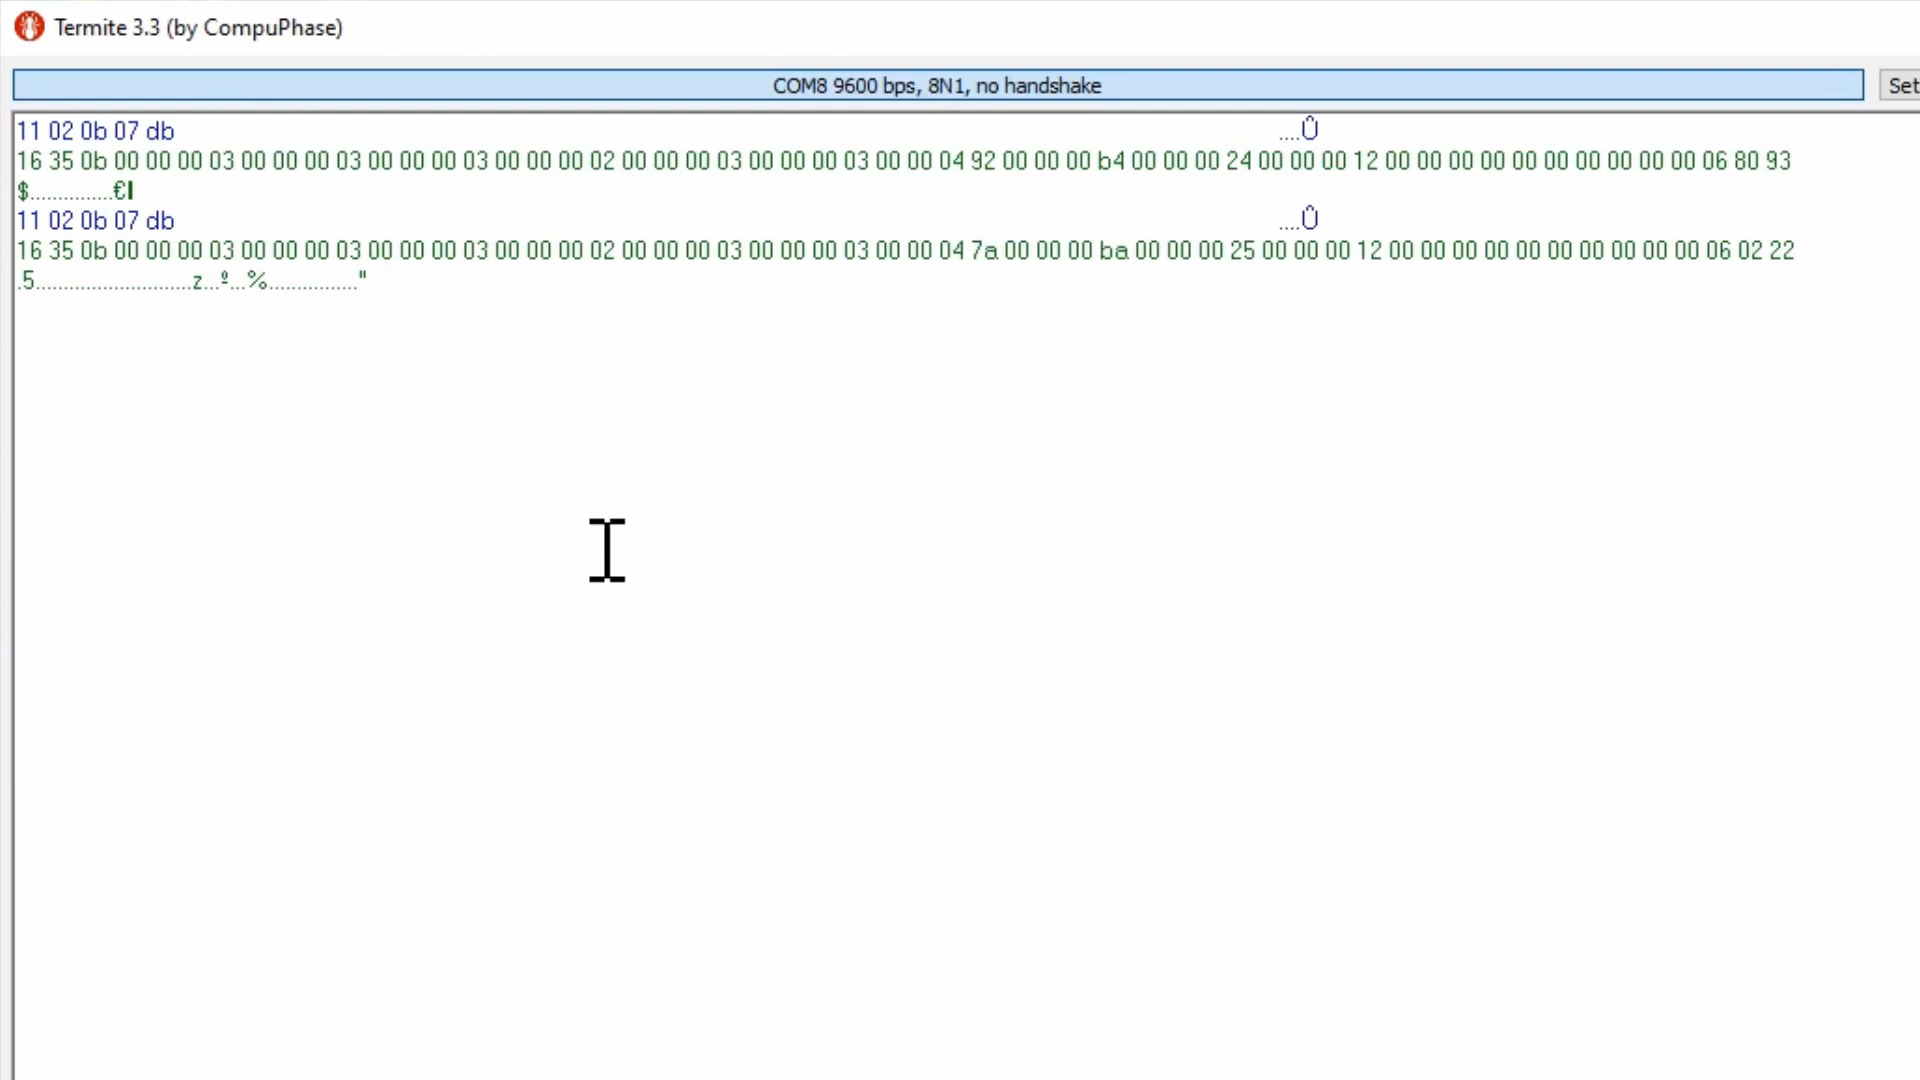 Termite 3.3 (by CompuPhase)
COM8 9600 bps, 8N1, no handshake Set
11 02 0b 07 db ....Û
16 35 0b 00 00 00 03 00 00 00 03 00 00 00 03 00 00 00 02 00 00 00 03 00 00 00 03 00 00 04 92 00 00 00 b4 00 00 00 24 00 00 00 12 00 00 00 00 00 00 00 00 00 00 06 80 93
$..............€
11 02 0b 07 db ....Û
16 35 0b 00 00 00 03 00 00 00 03 00 00 00 03 00 00 00 02 00 00 00 03 00 00 00 03 00 00 04 7a 00 00 00 ba 00 00 00 25 00 00 00 12 00 00 00 00 00 00 00 00 00 00 06 02 22
.5............................z...º...%................"